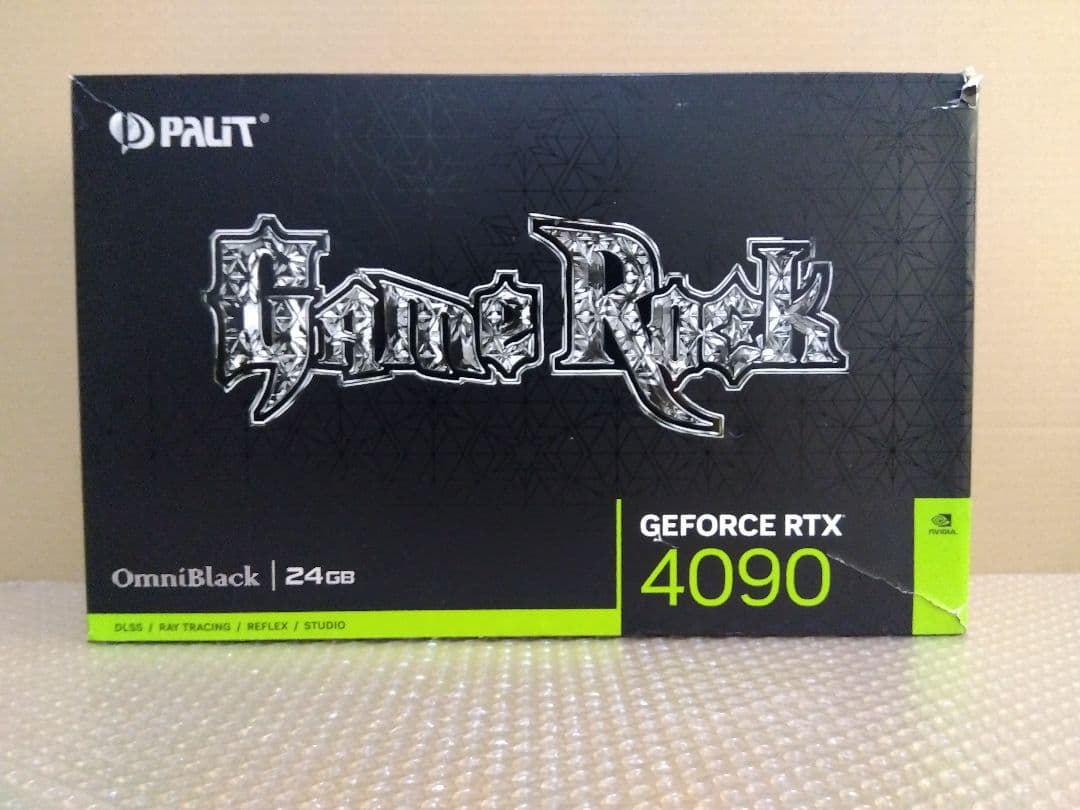 PALiT®
GameRock
GEFORCE RTX
4090
NVIDIA.
OmniBlack | 24GB
DLSS / RAY TRACING / REFLEX / STUDIO